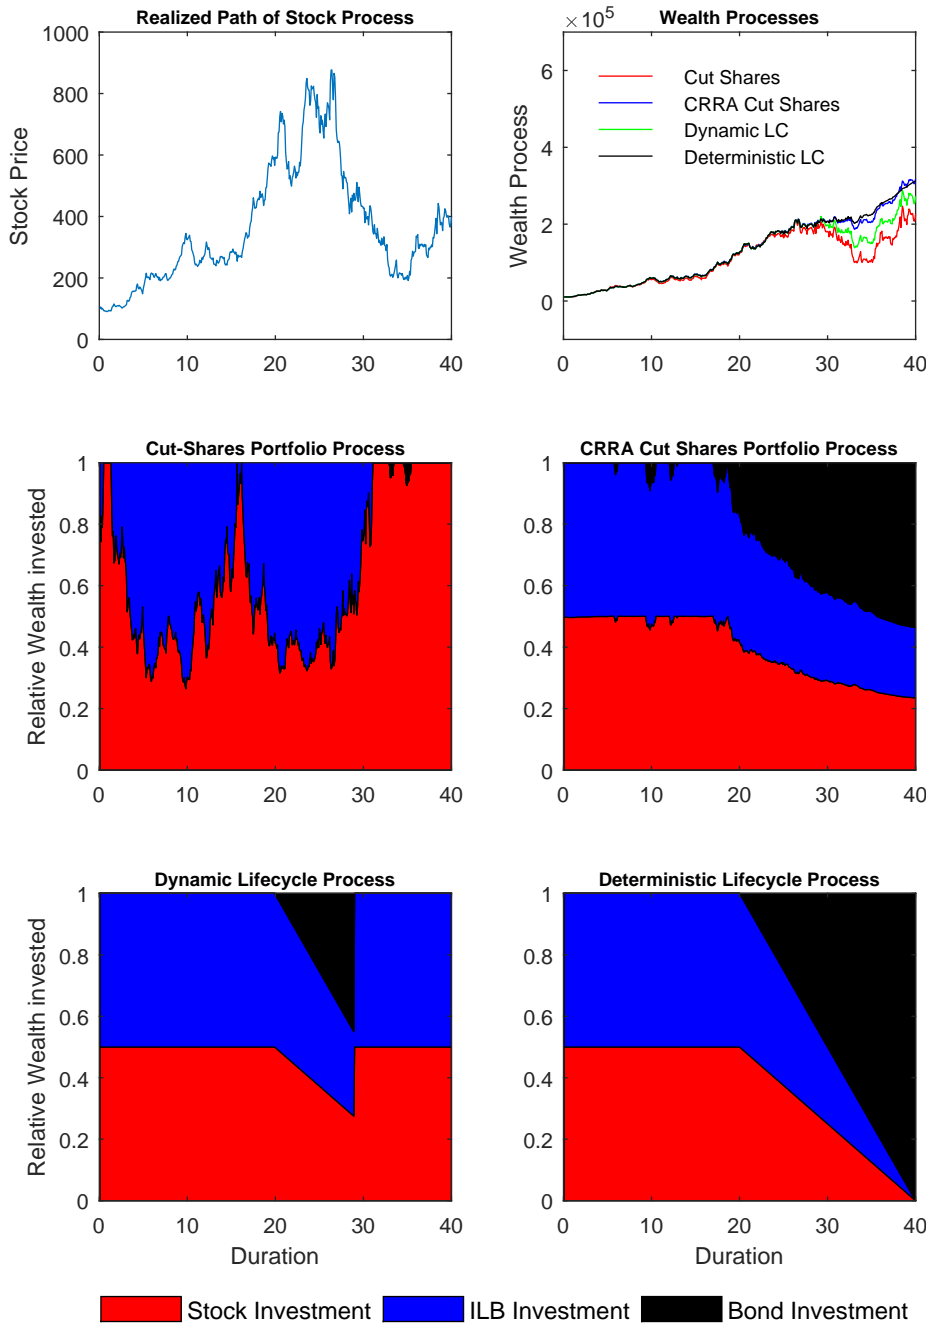 Realized Path of Stock Process
1000
800
600
400
200
0
0 10 20 30 40
Stock Price
Wealth Processes
×10^5
6
4
2
0
0 10 20 30 40
Wealth Process
Cut Shares
CRRA Cut Shares
Dynamic LC
Deterministic LC
Cut-Shares Portfolio Process
1
0.8
0.6
0.4
0.2
0
0 10 20 30 40
Relative Wealth invested
CRRA Cut Shares Portfolio Process
1
0.8
0.6
0.4
0.2
0
0 10 20 30 40
Dynamic Lifecycle Process
1
0.8
0.6
0.4
0.2
0
0 10 20 30 40
Relative Wealth invested
Duration
Deterministic Lifecycle Process
1
0.8
0.6
0.4
0.2
0
0 10 20 30 40
Duration
Stock Investment
ILB Investment
Bond Investment